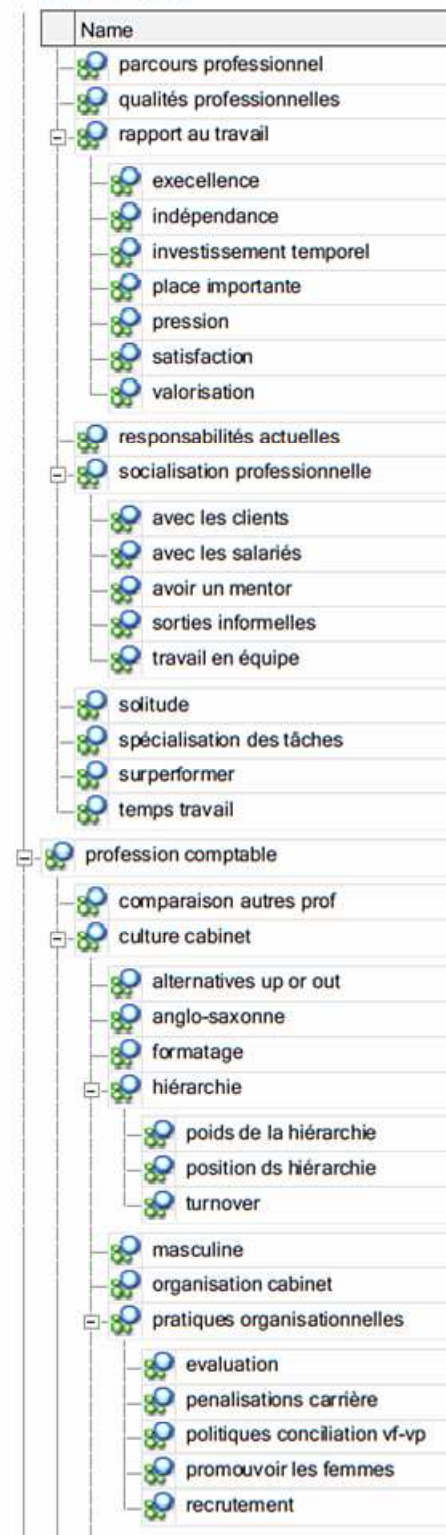 Name
parcours professionnel
qualités professionnelles
rapport au travail
execellence
indépendance
investissement temporel
place importante
pression
satisfaction
valorisation
responsabilités actuelles
socialisation professionnelle
avec les clients
avec les salariés
avoir un mentor
sorties informelles
travail en équipe
solitude
spécialisation des tâches
surperformer
temps travail
profession comptable
comparaison autres prof
culture cabinet
alternatives up or out
anglo-saxonne
formatage
hiérarchie
poids de la hiérarchie
position ds hiérarchie
turnover
masculine
organisation cabinet
pratiques organisationnelles
evaluation
penalisations carrière
politiques conciliation vf-vp
promouvoir les femmes
recrutement